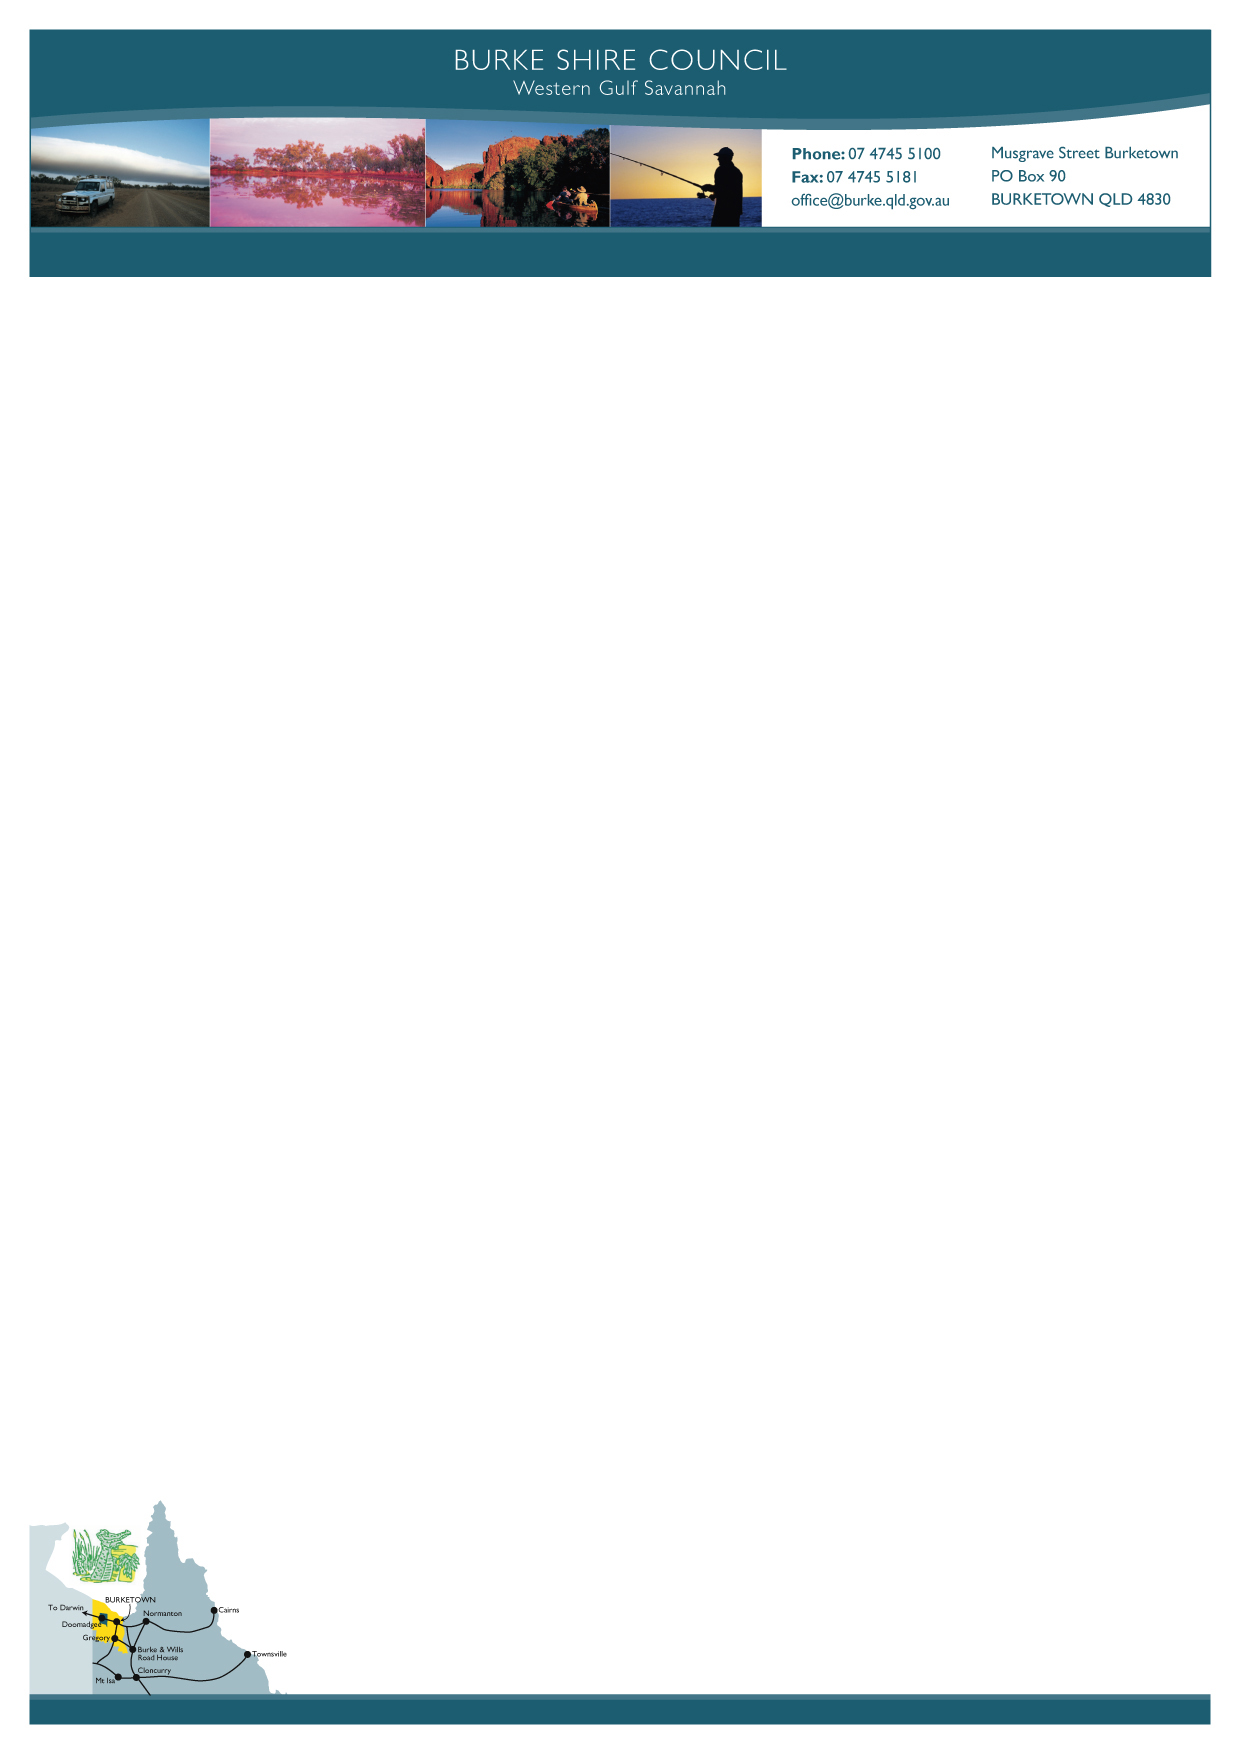 BURKE SHIRE COUNCIL
Western Gulf Savannah
Phone: 07 4745 5100
Fax: 07 4745 5181
office@burke.qld.gov.au
Musgrave Street Burketown
PO Box 90
BURKETOWN QLD 4830
BURKETOWN
To Darwin
Normanton
Cairns
Doomadgee
Gregory
Burke & Wills
Road House
Townsville
Cloncurry
Mt Isa